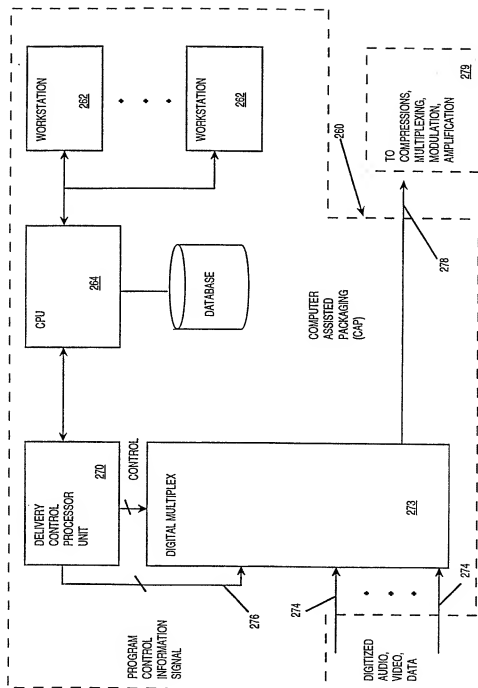 WORKSTATION
262
WORKSTATION
262
CPU
264
DATABASE
DELIVERY
CONTROL
PROCESSOR
UNIT
270
CONTROL
DIGITAL MULTIPLEX
273
276
PROGRAM
CONTROL
INFORMATION
SIGNAL
274
274
DIGITIZED
AUDIO,
VIDEO,
DATA
COMPUTER
ASSISTED
PACKAGING
(CAP)
260
278
TO
COMPRESSIONS,
MULTIPLEXING,
MODULATION,
AMPLIFICATION
279